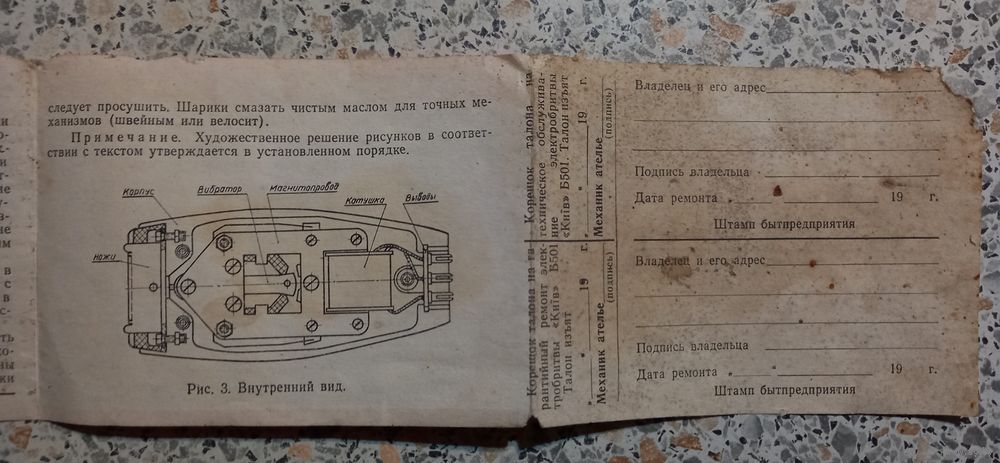 следует просушить. Шарики смазать чистым маслом для точных ме-
ханизмов (швейным или велосит).
Примечание. Художественное решение рисунков в соответ-
ствии с текстом утверждается в установленном порядке.
Корпус
Вибратор
Магнитопровод
Катушка
Выводы
Ножи
Рис. 3. Внутренний вид.
Корешок талона на
техническое обслужива-
ние электробритвы
«Київ» Б501. Талон изъят
" 19 г.
Механик ателье
(подпись)
Владелец и его адрес
Подпись владельца
Дата ремонта „ 19 г.
Штамп бытпредприятия
Корешок талона на га-
рантийный ремонт элек-
тробритвы «Київ» Б501
Талон изъят
" 19 г.
Механик ателье
(подпись)
Владелец и его адрес
Подпись владельца
Дата ремонта „ 19 г.
Штамп бытпредприятия